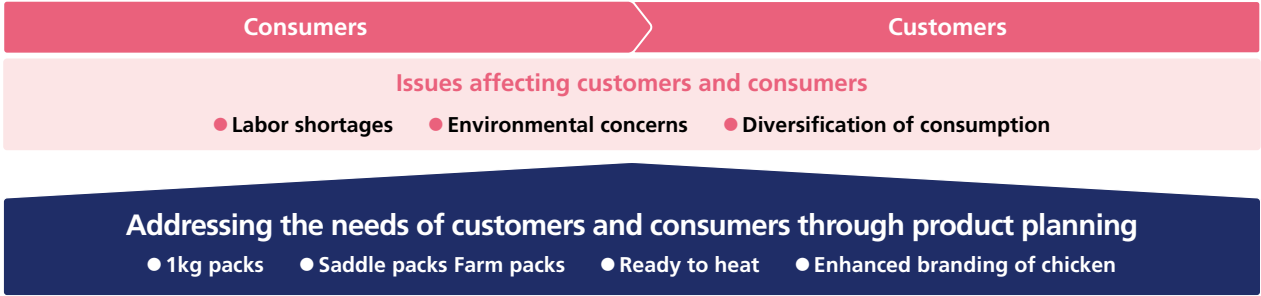 Consumers Customers
Issues affecting customers and consumers
● Labor shortages ● Environmental concerns ● Diversification of consumption
Addressing the needs of customers and consumers through product planning
● 1kg packs ● Saddle packs Farm packs ● Ready to heat ● Enhanced branding of chicken